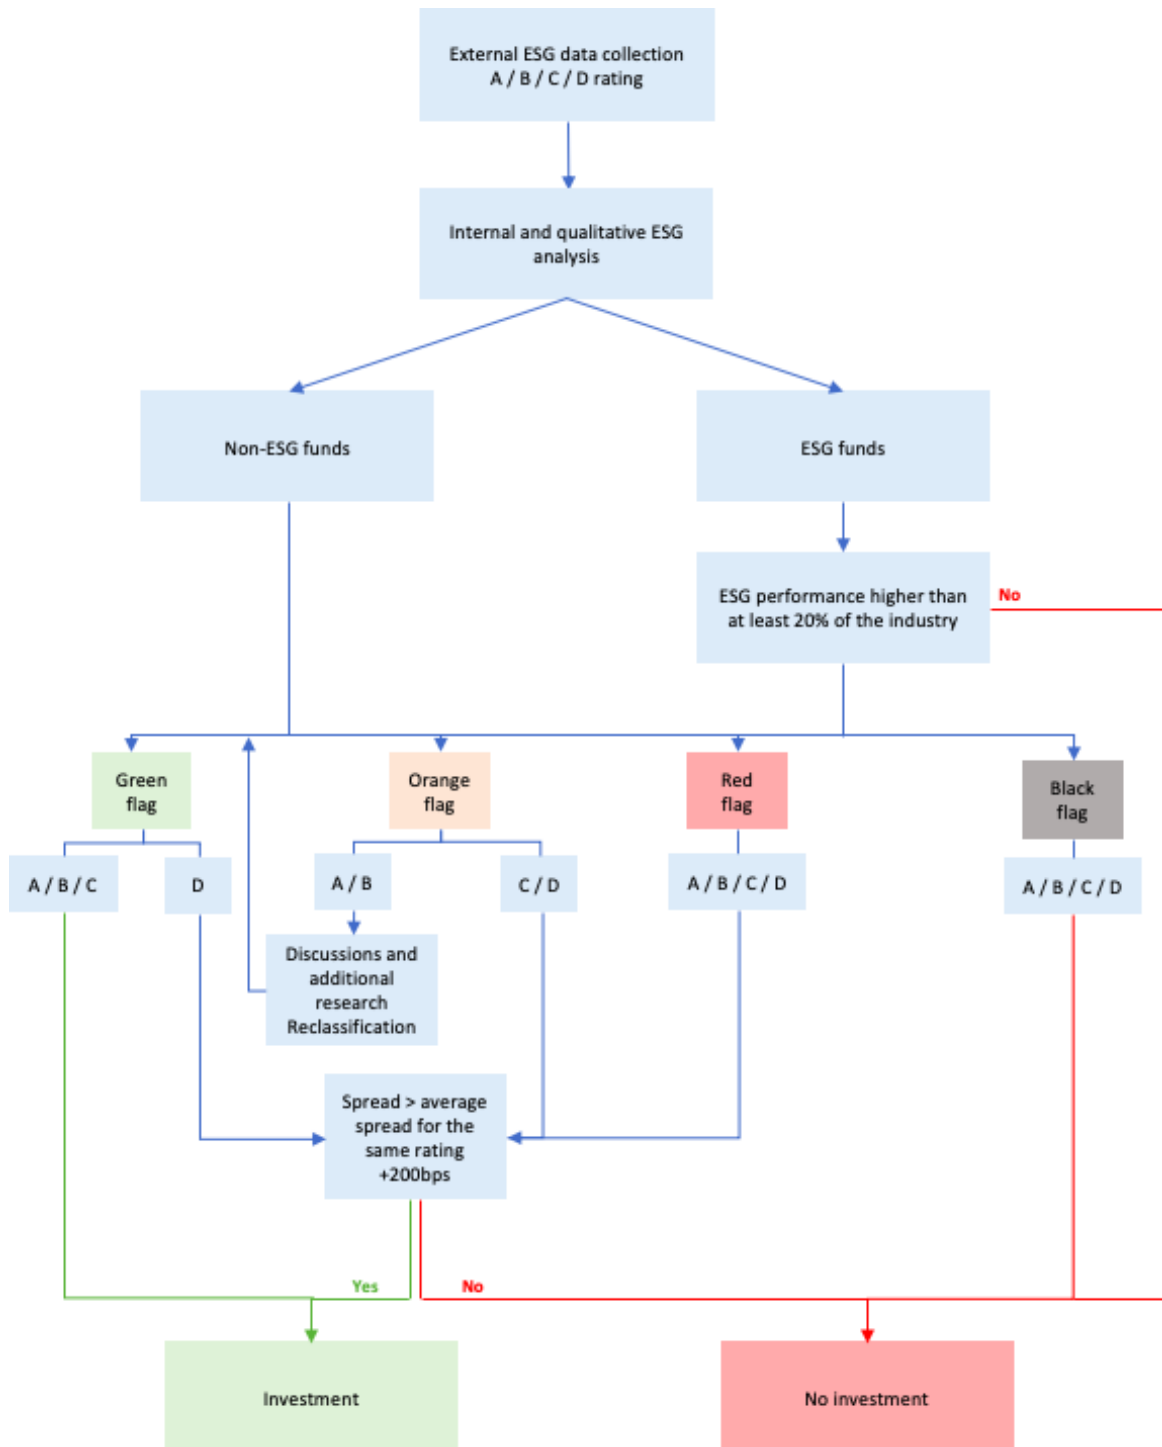 External ESG data collection
A / B / C / D rating
Internal and qualitative ESG
analysis
Non-ESG funds
ESG funds
ESG performance higher than
at least 20% of the industry
No
Green
flag
Orange
flag
Red
flag
Black
flag
A / B / C
D
A / B
C / D
A / B / C / D
A / B / C / D
Discussions and
additional
research
Reclassification
Spread > average
spread for the
same rating
+200bps
Yes
No
Investment
No investment